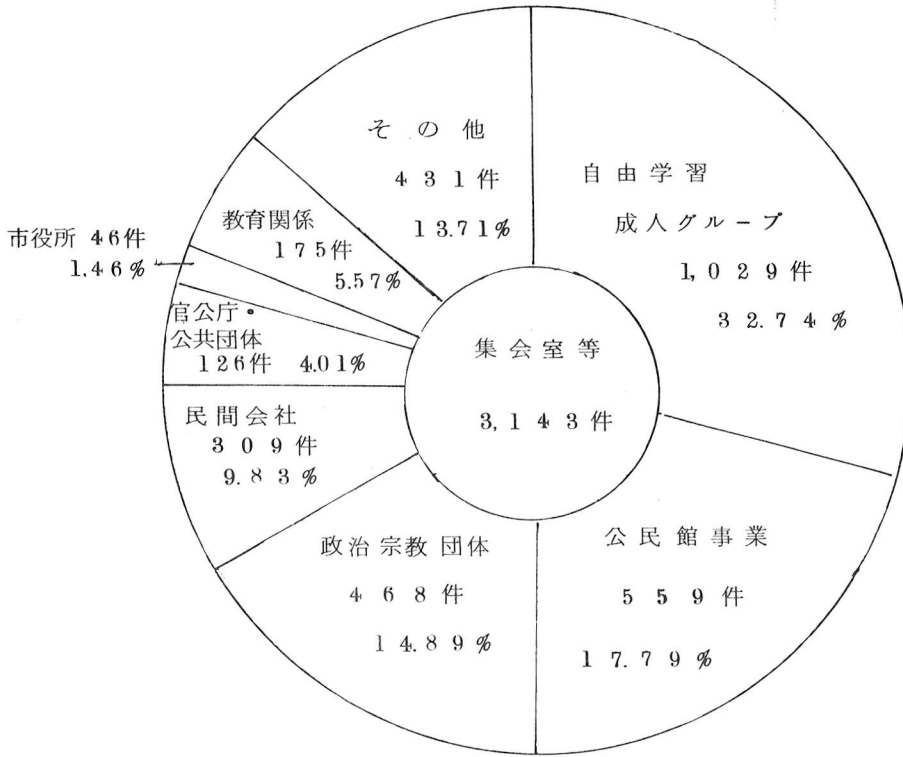 その他
431件
13.71%
自由学習
成人グループ
1,029件
32.74%
教育関係
175件
5.57%
市役所 46件
1.46%
官公庁・
公共団体
126件 4.01%
集会室等
3,143件
民間会社
309件
9.83%
政治宗教団体
468件
14.89%
公民館事業
559件
17.79%